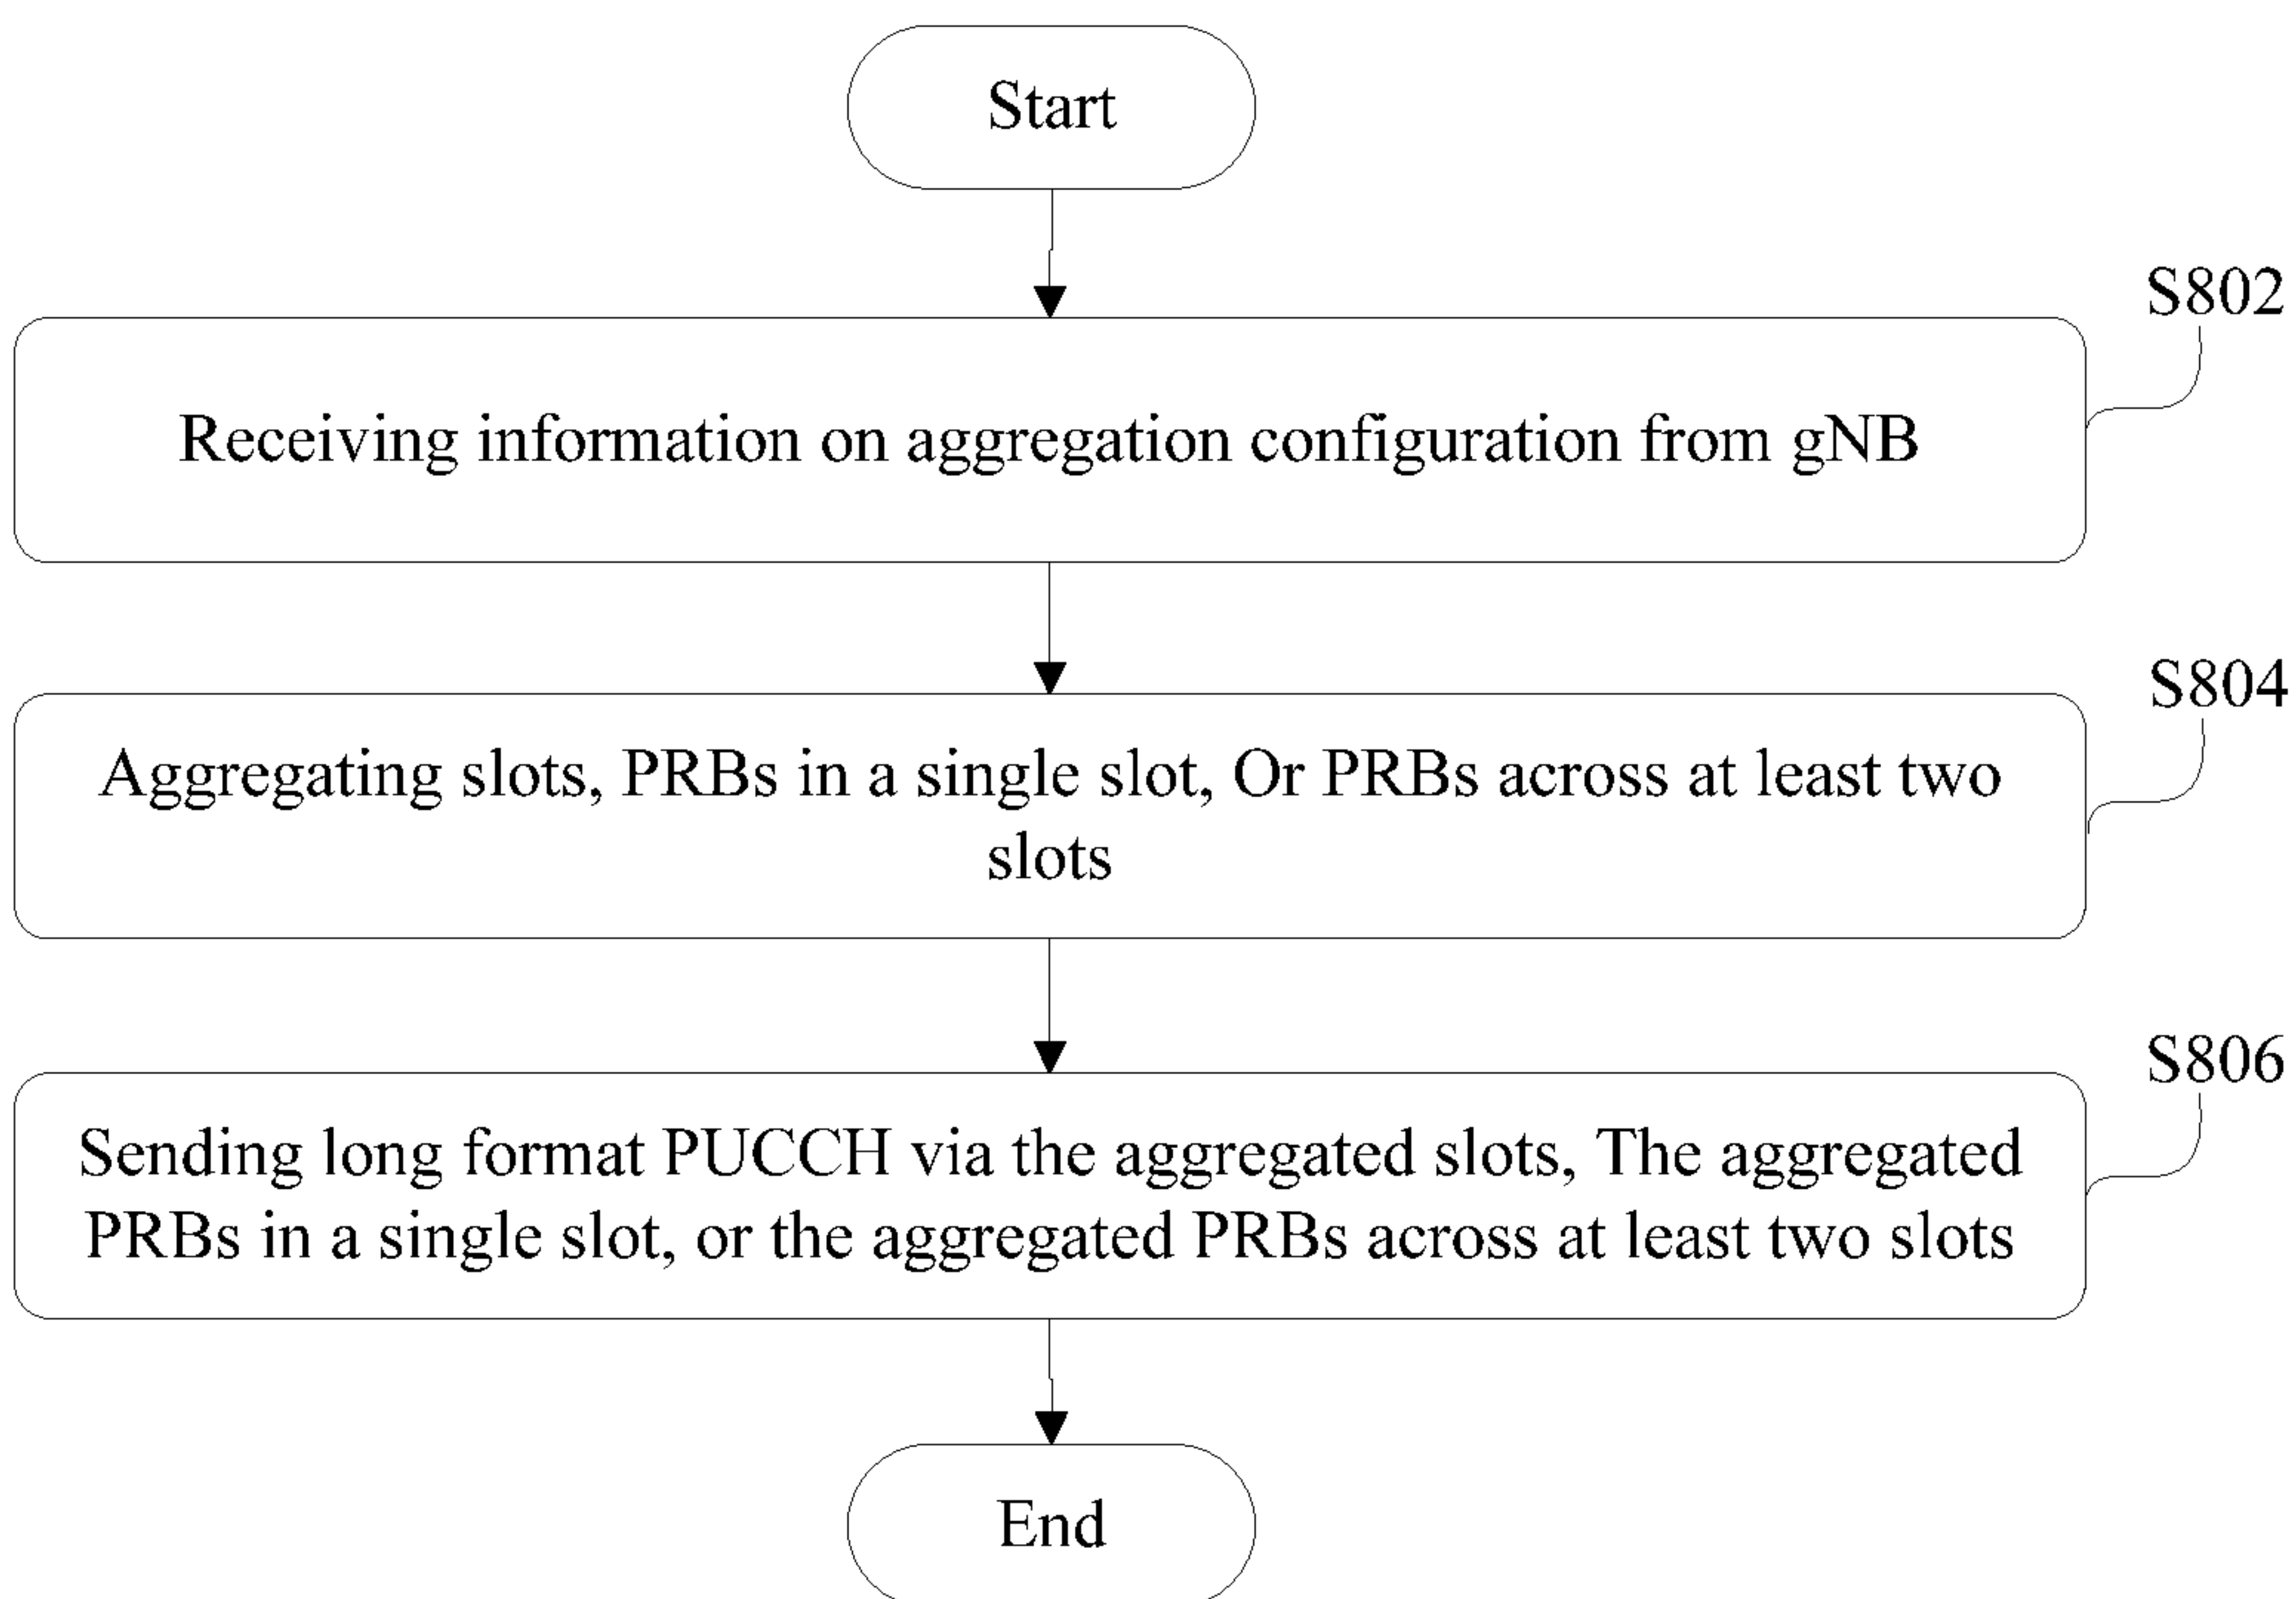 Start
S802
Receiving information on aggregation configuration from gNB
S804
Aggregating slots, PRBs in a single slot, Or PRBs across at least two
slots
S806
Sending long format PUCCH via the aggregated slots, The aggregated
PRBs in a single slot, or the aggregated PRBs across at least two slots
End